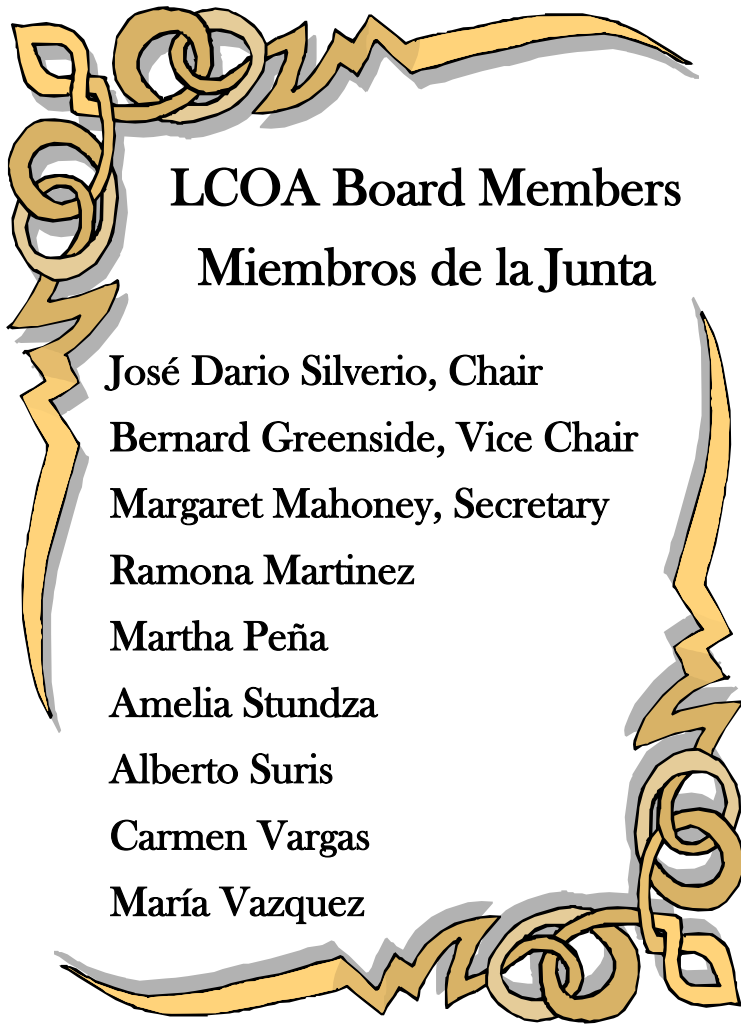 LCOA Board Members
Miembros de la Junta
José Dario Silverio, Chair
Bernard Greenside, Vice Chair
Margaret Mahoney, Secretary
Ramona Martinez
Martha Peña
Amelia Stundza
Alberto Suris
Carmen Vargas
María Vazquez